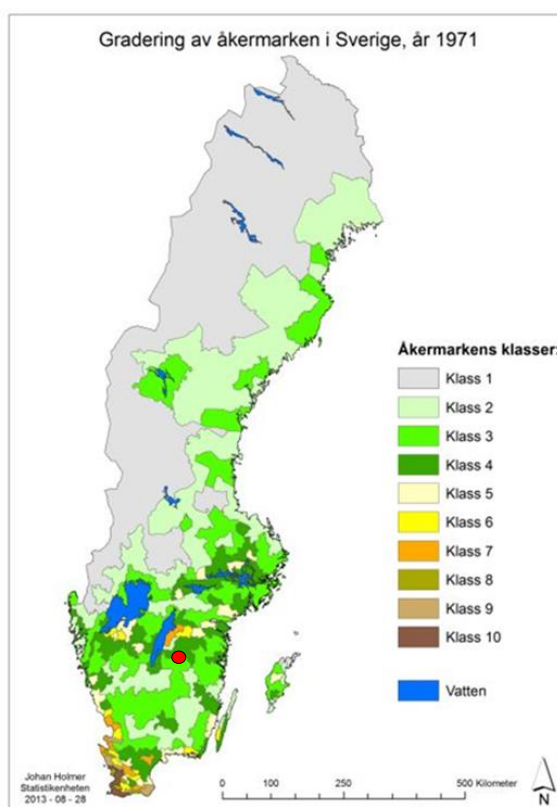 Gradering av åkermarken i Sverige, år 1971
Åkermarkens klasser:
Klass 1
Klass 2
Klass 3
Klass 4
Klass 5
Klass 6
Klass 7
Klass 8
Klass 9
Klass 10
Vatten
Johan Holmer
Statistikenheten
2013 - 08 - 28
0 150 250 500 Kilometer
N